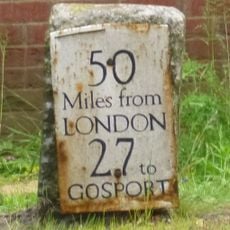 50
Miles from
LONDON
27 to
GOSPORT